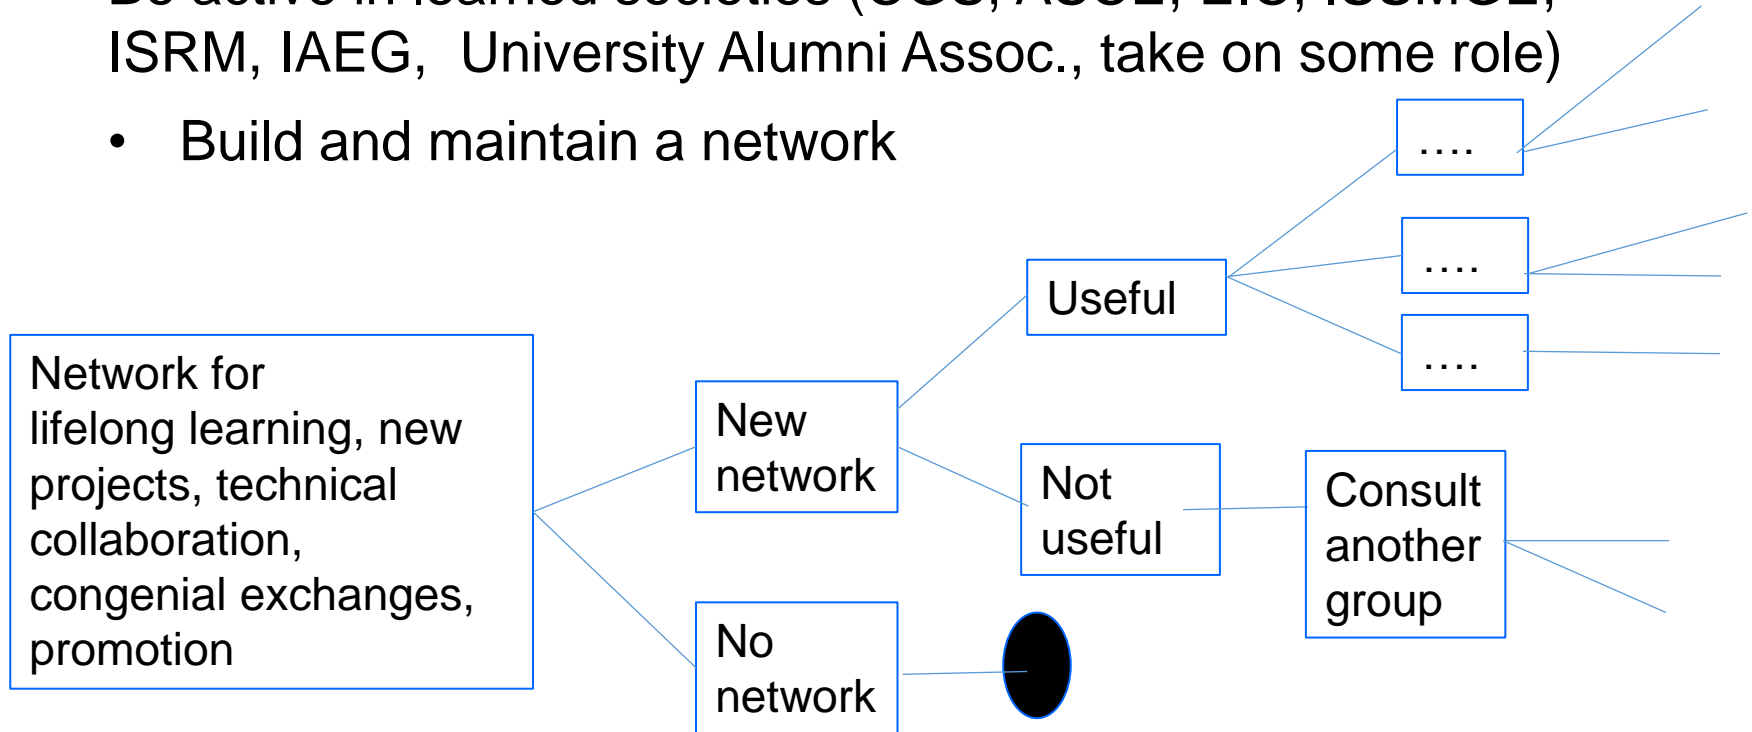 ISRM, IAEG, University Alumni Assoc., take on some role)
• Build and maintain a network
....
....
....
Useful
Network for
lifelong learning, new
projects, technical
collaboration,
congenial exchanges,
promotion
New
network
Not
useful
Consult
another
group
No
network